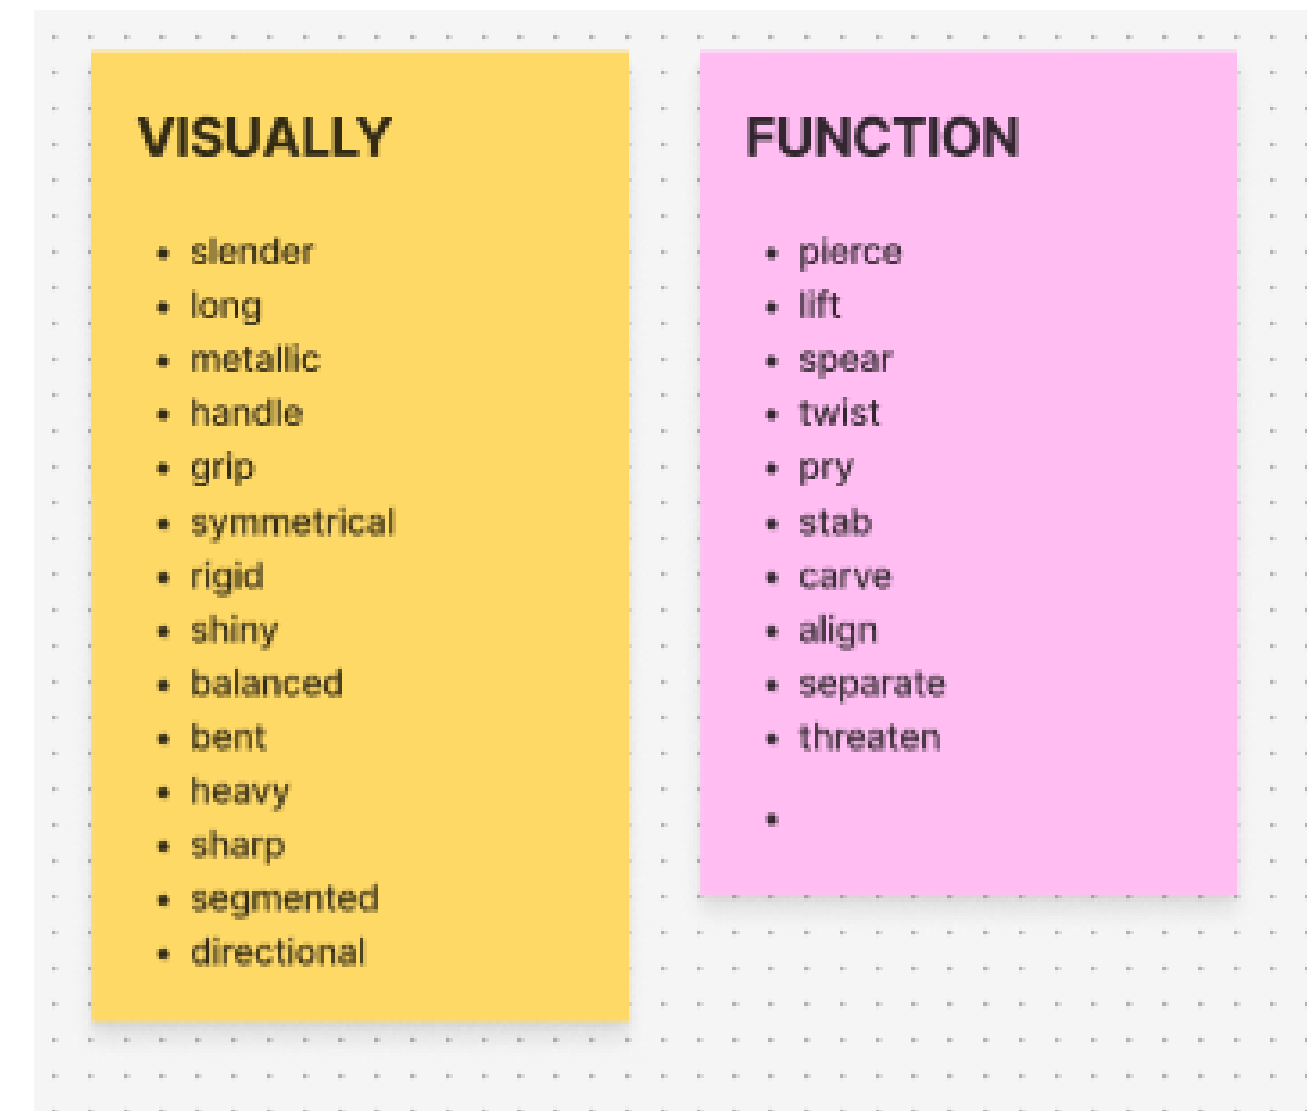 VISUALLY
• slender
• long
• metallic
• handle
• grip
• symmetrical
• rigid
• shiny
• balanced
• bent
• heavy
• sharp
• segmented
• directional
FUNCTION
• pierce
• lift
• spear
• twist
• pry
• stab
• carve
• align
• separate
• threaten
•